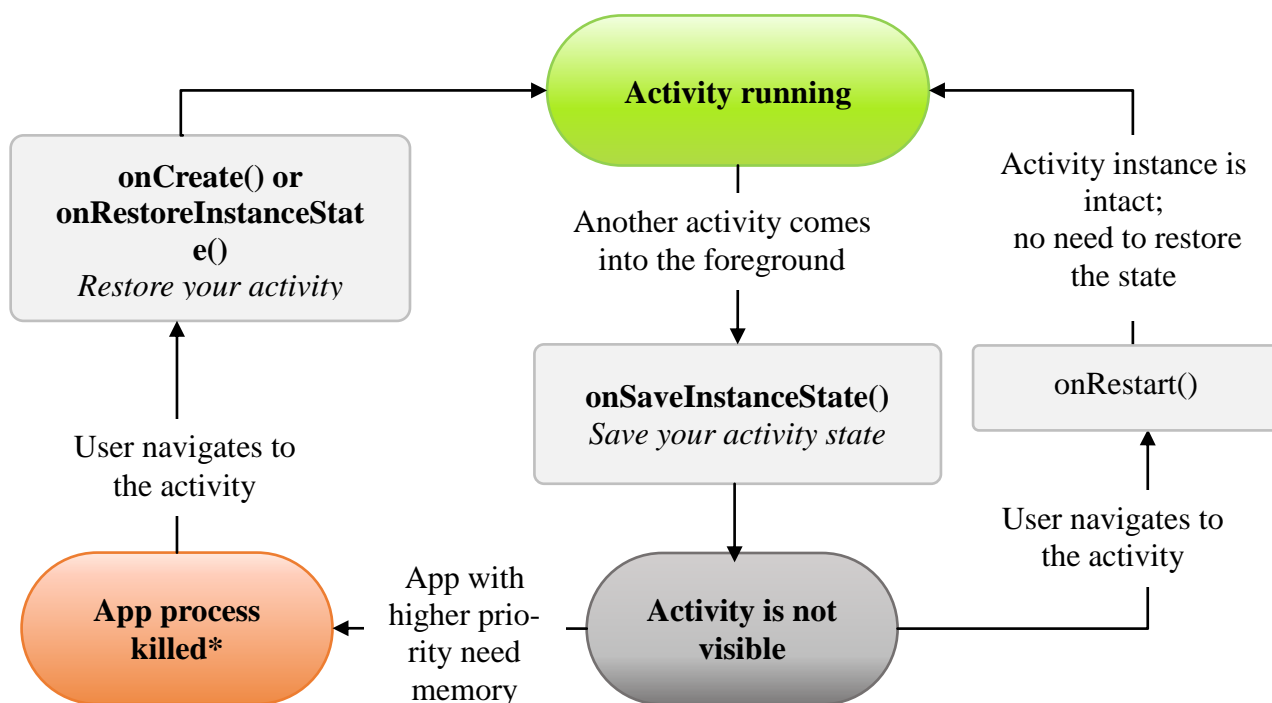 Activity running
onCreate() or
onRestoreInstanceStat
e()
Restore your activity
Another activity comes
into the foreground
Activity instance is
intact;
no need to restore
the state
onSaveInstanceState()
Save your activity state
onRestart()
User navigates to
the activity
User navigates to
the activity
App process
killed*
App with
higher prio-
rity need
memory
Activity is not
visible